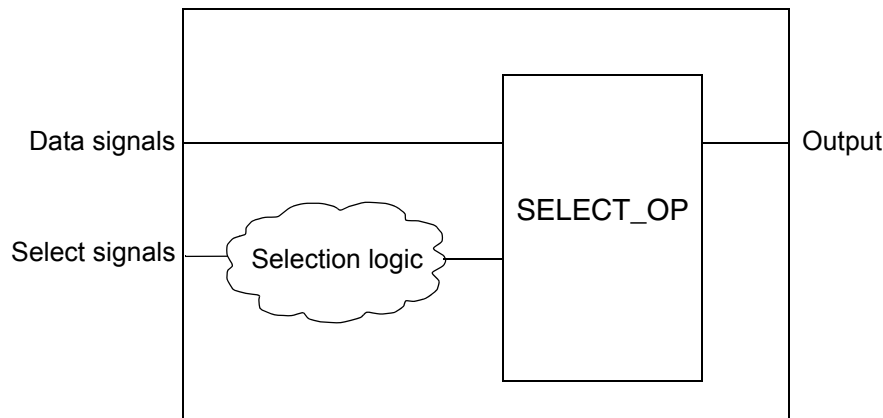 Data signals
Output
SELECT_OP
Select signals
Selection logic